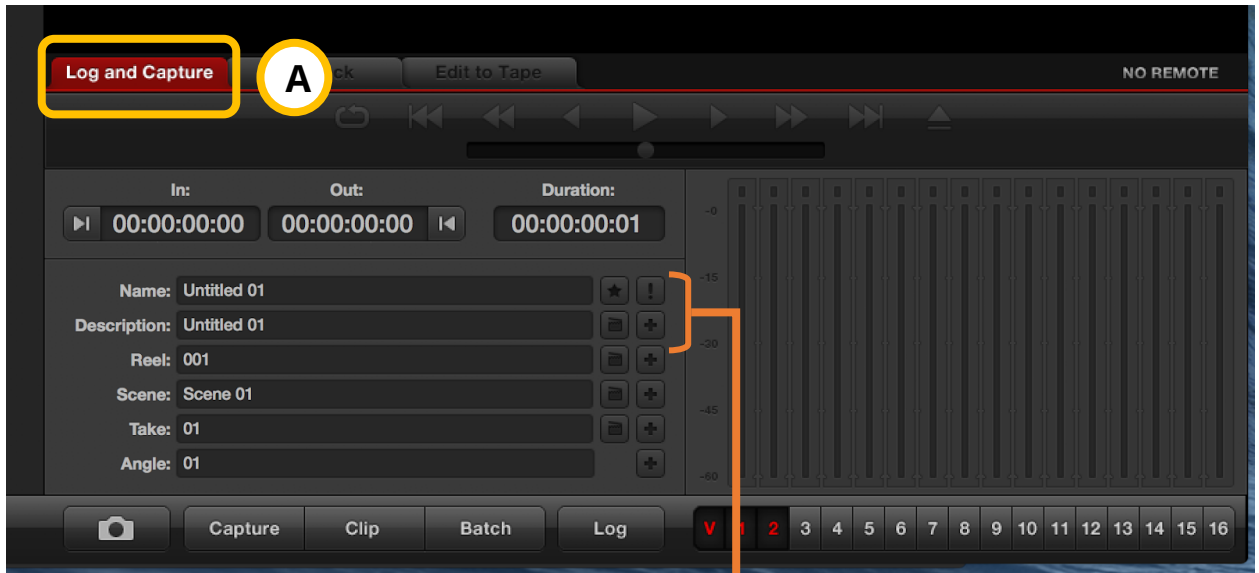 Log and Capture
A
Edit to Tape
NO REMOTE
In: Out: Duration:
00:00:00:00 00:00:00:00 00:00:00:01
Name: Untitled 01
Description: Untitled 01
Reel: 001
Scene: Scene 01
Take: 01
Angle: 01
-0
-15
-30
-45
-60
Capture Clip Batch Log
V 1 2 3 4 5 6 7 8 9 10 11 12 13 14 15 16